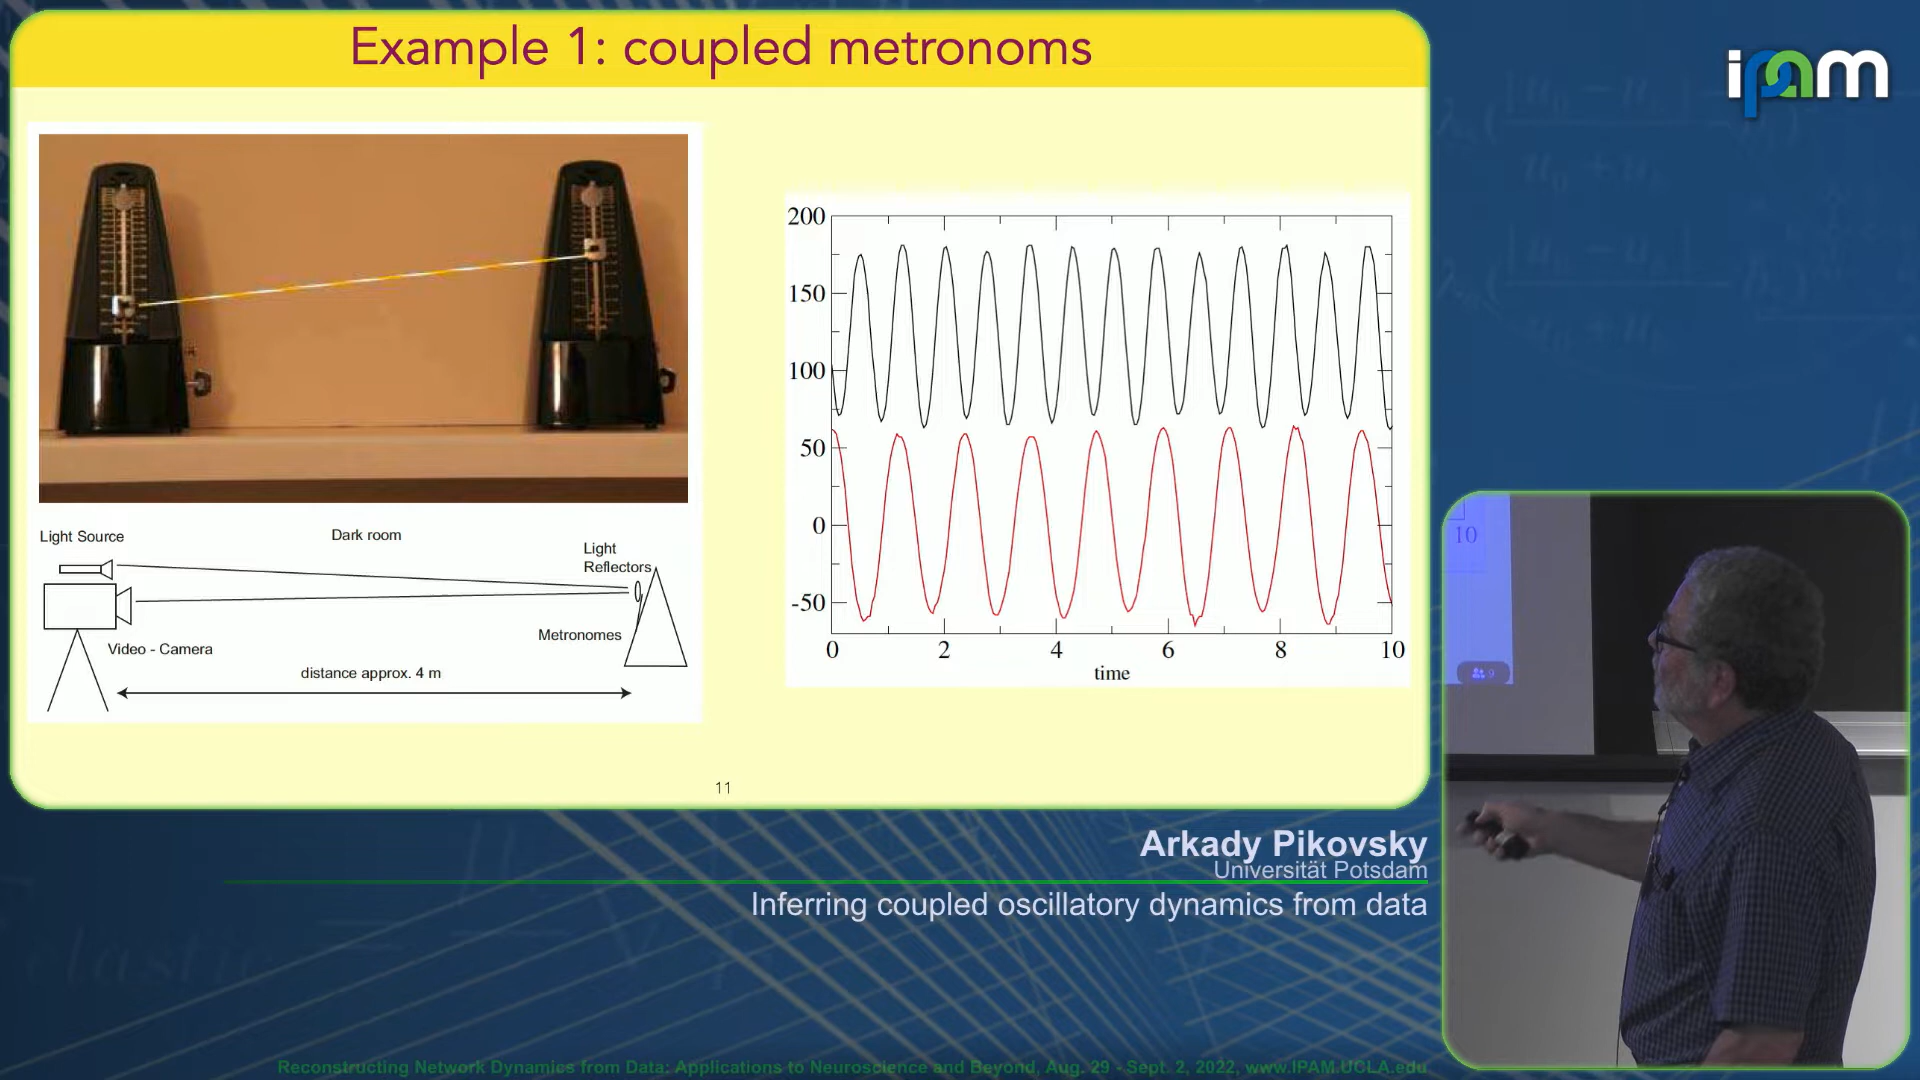 Example 1: coupled metronoms
ipam
Light Source
Dark room
Light
Reflectors
Metronomes
Video - Camera
distance approx. 4 m
200
150
100
50
0
-50
0 2 4 6 8 10
time
11
10
9
Arkady Pikovsky
Universität Potsdam
Inferring coupled oscillatory dynamics from data
Reconstructing Network Dynamics from Data: Applications to Neuroscience and Beyond, Aug. 29 - Sept. 2, 2022, www.IPAM.UCLA.edu